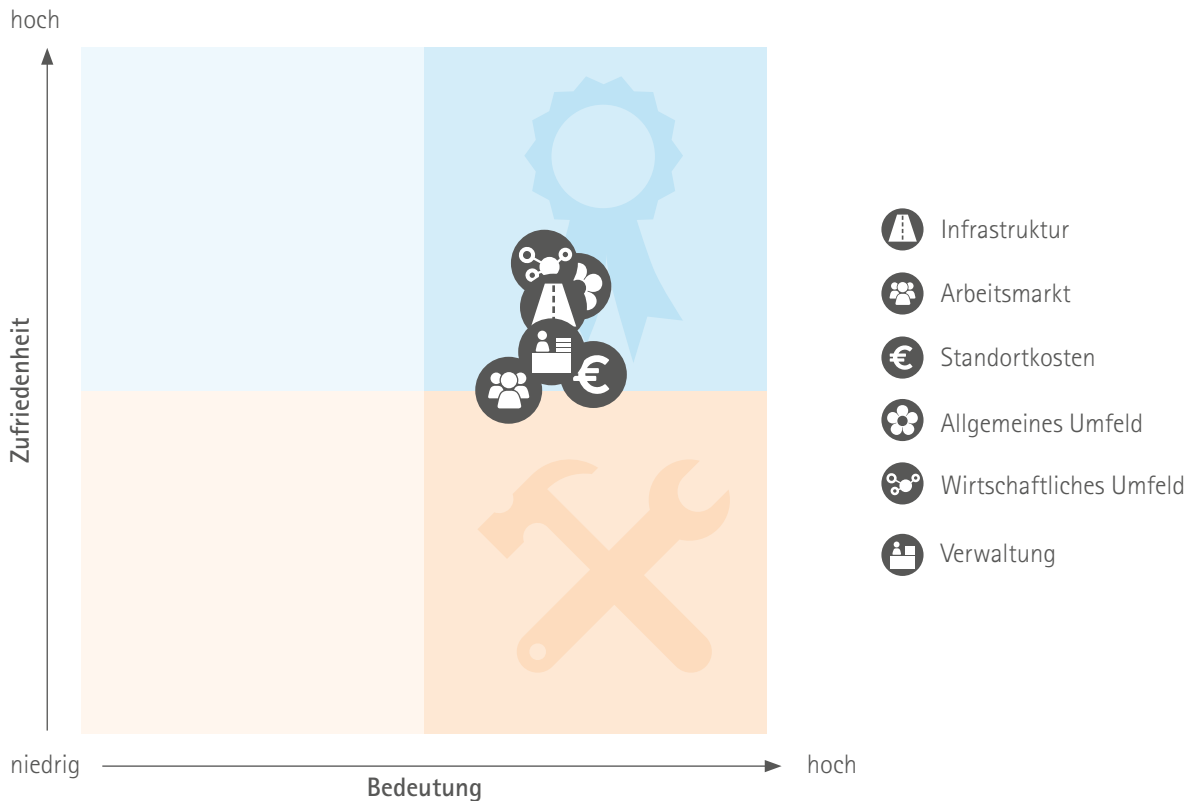 hoch
Zufriedenheit
Infrastruktur
Arbeitsmarkt
€
Standortkosten
€
Allgemeines Umfeld
Wirtschaftliches Umfeld
Verwaltung
niedrig
hoch
Bedeutung